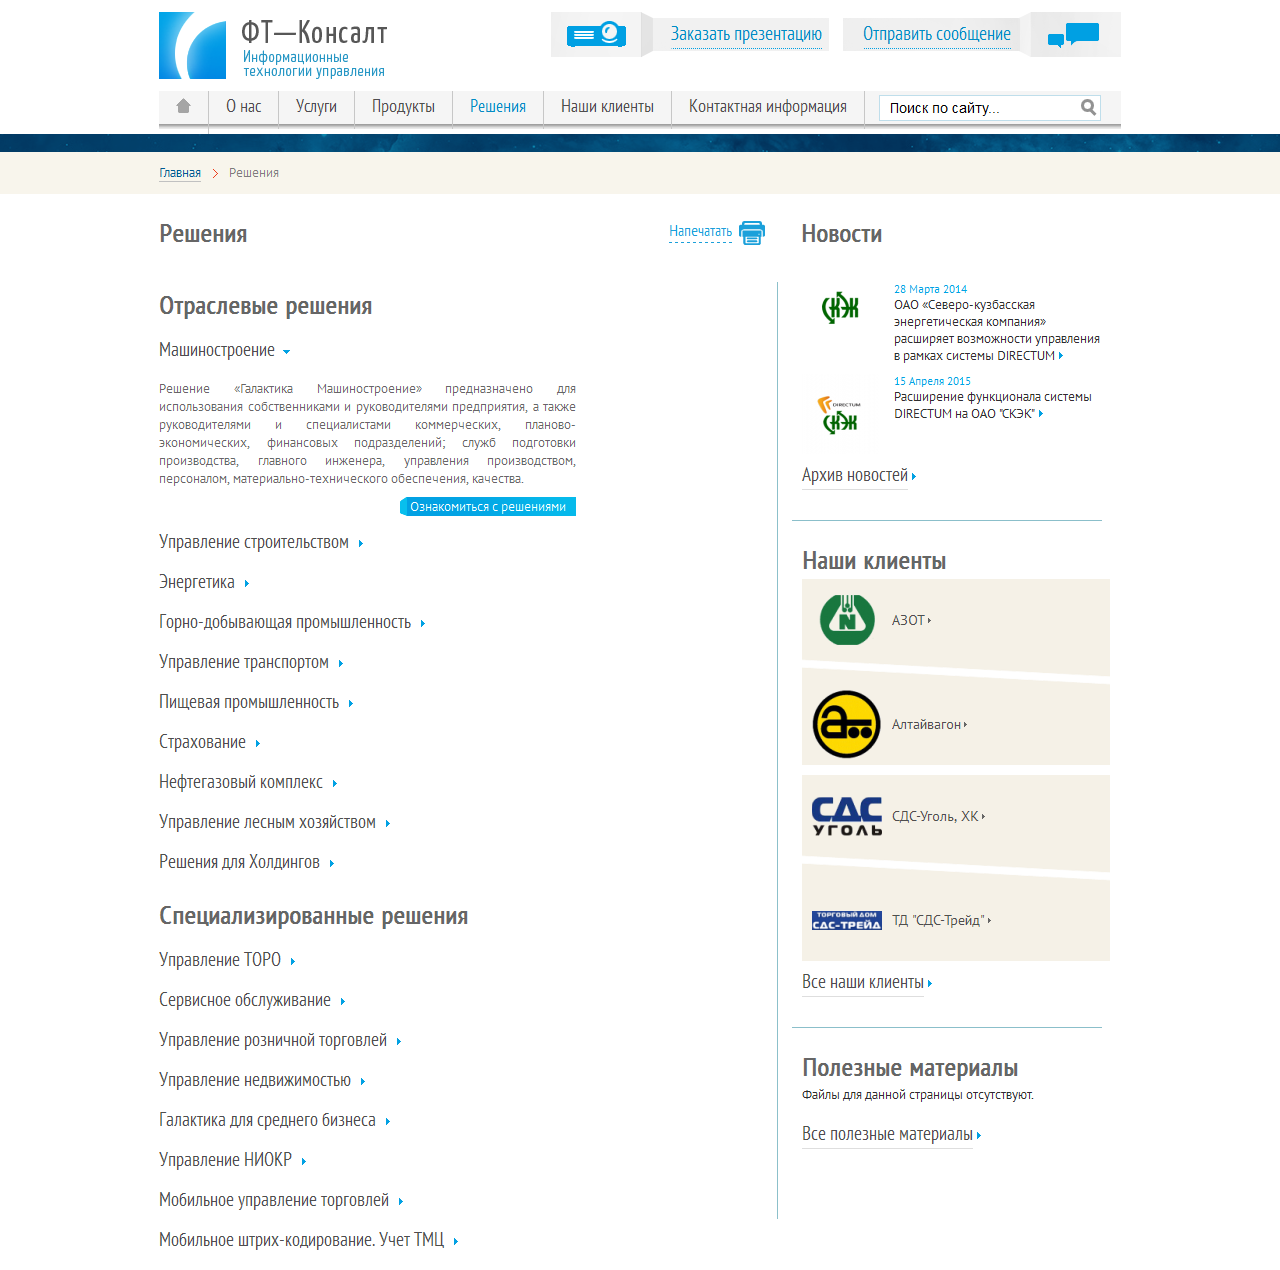 ФТ—Консалт
Информационные
технологии управления
Заказать презентацию
Отправить сообщение
О нас
Услуги
Продукты
Решения
Наши клиенты
Контактная информация
Поиск по сайту...
Главная
Решения
Решения
Напечатать
Отраслевые решения
Машиностроение
Решение «Галактика Машиностроение» предназначено для
использования собственниками и руководителями предприятия, а также
руководителями и специалистами коммерческих, планово-
экономических, финансовых подразделений; служб подготовки
производства, главного инженера, управления производством,
персоналом, материально-технического обеспечения, качества.
Ознакомиться с решениями
Управление строительством
Энергетика
Горно-добывающая промышленность
Управление транспортом
Пищевая промышленность
Страхование
Нефтегазовый комплекс
Управление лесным хозяйством
Решения для Холдингов
Специализированные решения
Управление ТОРО
Сервисное обслуживание
Управление розничной торговлей
Управление недвижимостью
Галактика для среднего бизнеса
Управление НИОКР
Мобильное управление торговлей
Мобильное штрих-кодирование. Учет ТМЦ
Новости
СКЭК
28 Марта 2014
ОАО «Северо-кузбасская
энергетическая компания»
расширяет возможности управления
в рамках системы DIRECTUM
DIRECTUM
СКЭК
15 Апреля 2015
Расширение функционала системы
DIRECTUM на ОАО "СКЭК"
Архив новостей
Наши клиенты
N
АЗОТ
Алтайвагон
СДС
УГОЛЬ
СДС-Уголь, ХК
ТОРГОВЫЙ ДОМ
СДС-ТРЕЙД
ТД "СДС-Трейд"
Все наши клиенты
Полезные материалы
Файлы для данной страницы отсутствуют.
Все полезные материалы